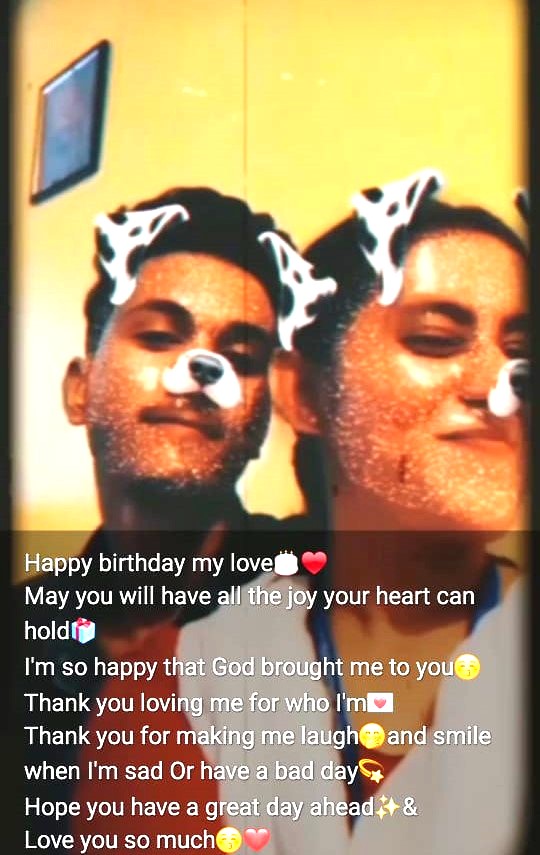 Happy birthday my love🎂❤️
May you will have all the joy your heart can
hold🎁
I'm so happy that God brought me to you😚
Thank you loving me for who I'm💌
Thank you for making me laugh😚and smile
when I'm sad Or have a bad day💫
Hope you have a great day ahead✨&
Love you so much😚❤️